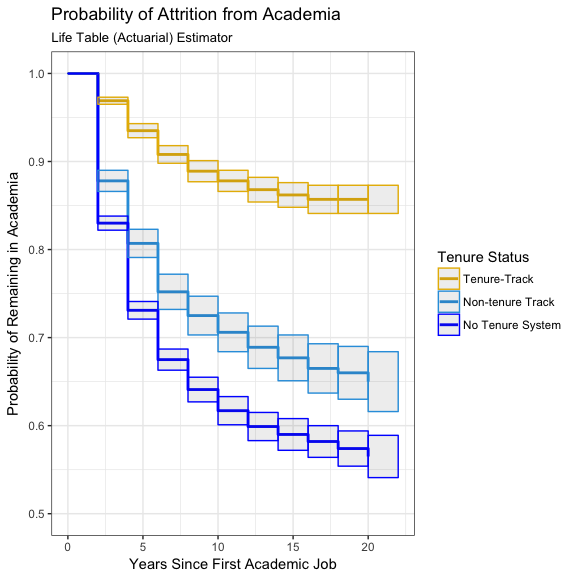 Probability of Attrition from Academia
Life Table (Actuarial) Estimator
Probability of Remaining in Academia
1.0
0.9
0.8
0.7
0.6
0.5
0
5
10
15
20
Years Since First Academic Job
Tenure Status
Tenure-Track
Non-tenure Track
No Tenure System